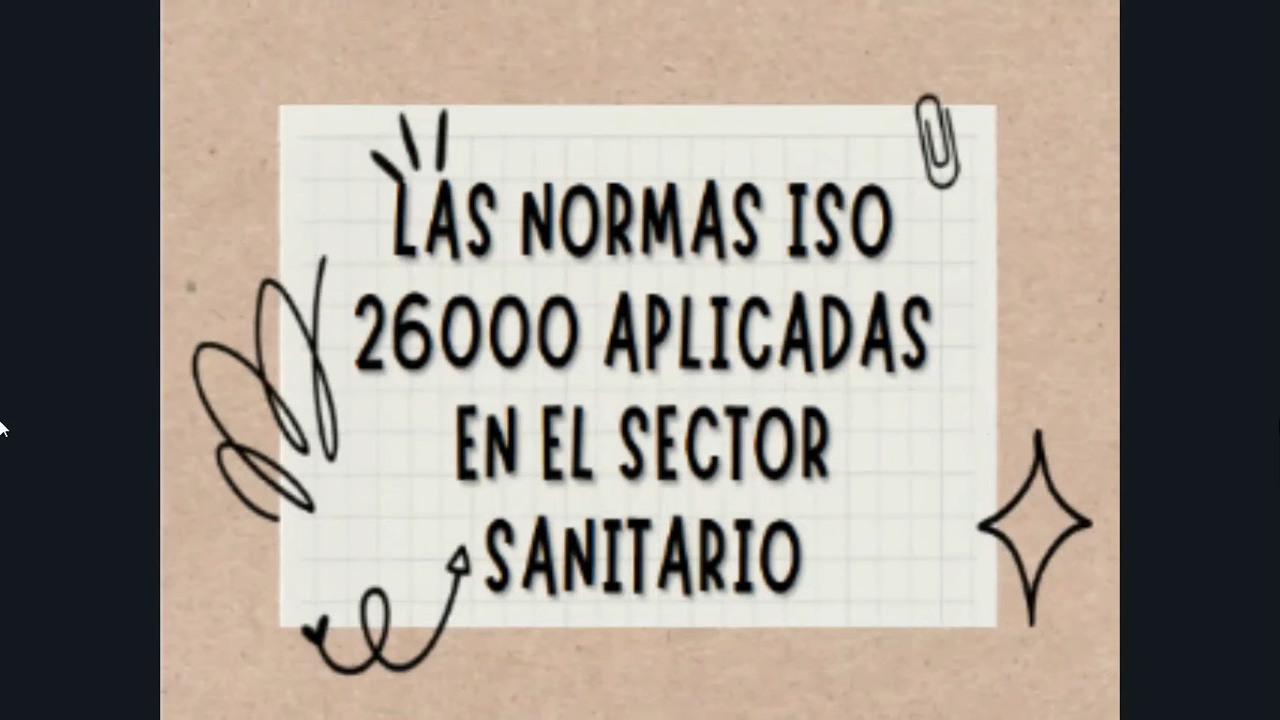 LAS NORMAS ISO
26000 APLICADAS
EN EL SECTOR
SANITARIO